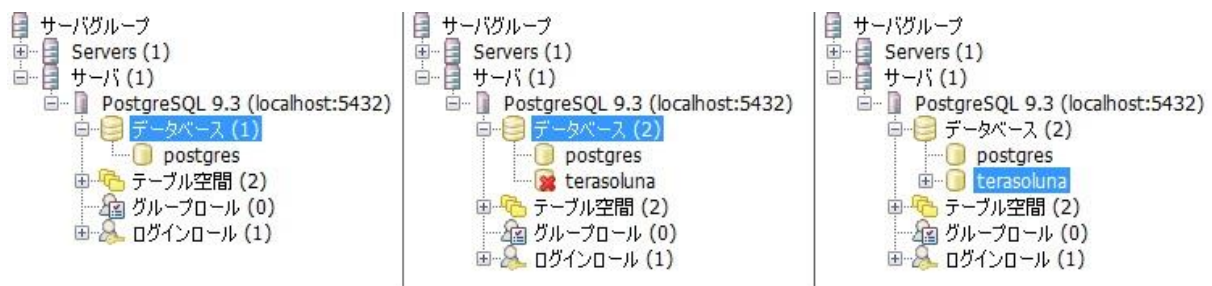 サーバグループ
Servers (1)
サーバ (1)
PostgreSQL 9.3 (localhost:5432)
データベース (1)
postgres
テーブル空間 (2)
グループロール (0)
ログインロール (1)
サーバグループ
Servers (1)
サーバ (1)
PostgreSQL 9.3 (localhost:5432)
データベース (2)
postgres
terasoluna
テーブル空間 (2)
グループロール (0)
ログインロール (1)
サーバグループ
Servers (1)
サーバ (1)
PostgreSQL 9.3 (localhost:5432)
データベース (2)
postgres
terasoluna
テーブル空間 (2)
グループロール (0)
ログインロール (1)